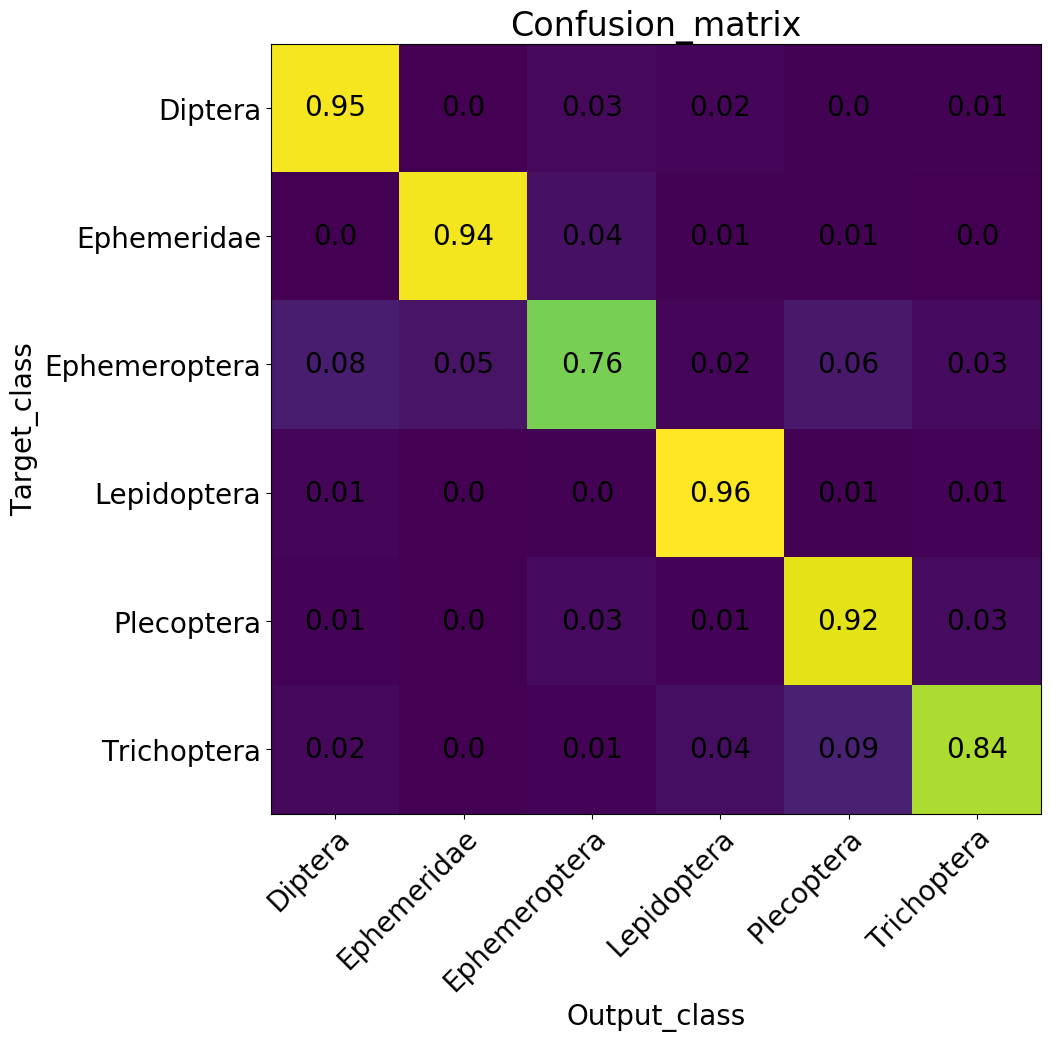 Confusion_matrix
Diptera 0.95 0.0 0.03 0.02 0.0 0.01
Ephemeridae 0.0 0.94 0.04 0.01 0.01 0.0
Ephemeroptera 0.08 0.05 0.76 0.02 0.06 0.03
Lepidoptera 0.01 0.0 0.0 0.96 0.01 0.01
Plecoptera 0.01 0.0 0.03 0.01 0.92 0.03
Trichoptera 0.02 0.0 0.01 0.04 0.09 0.84
Target_class
Diptera Ephemeridae Ephemeroptera Lepidoptera Plecoptera Trichoptera
Output_class